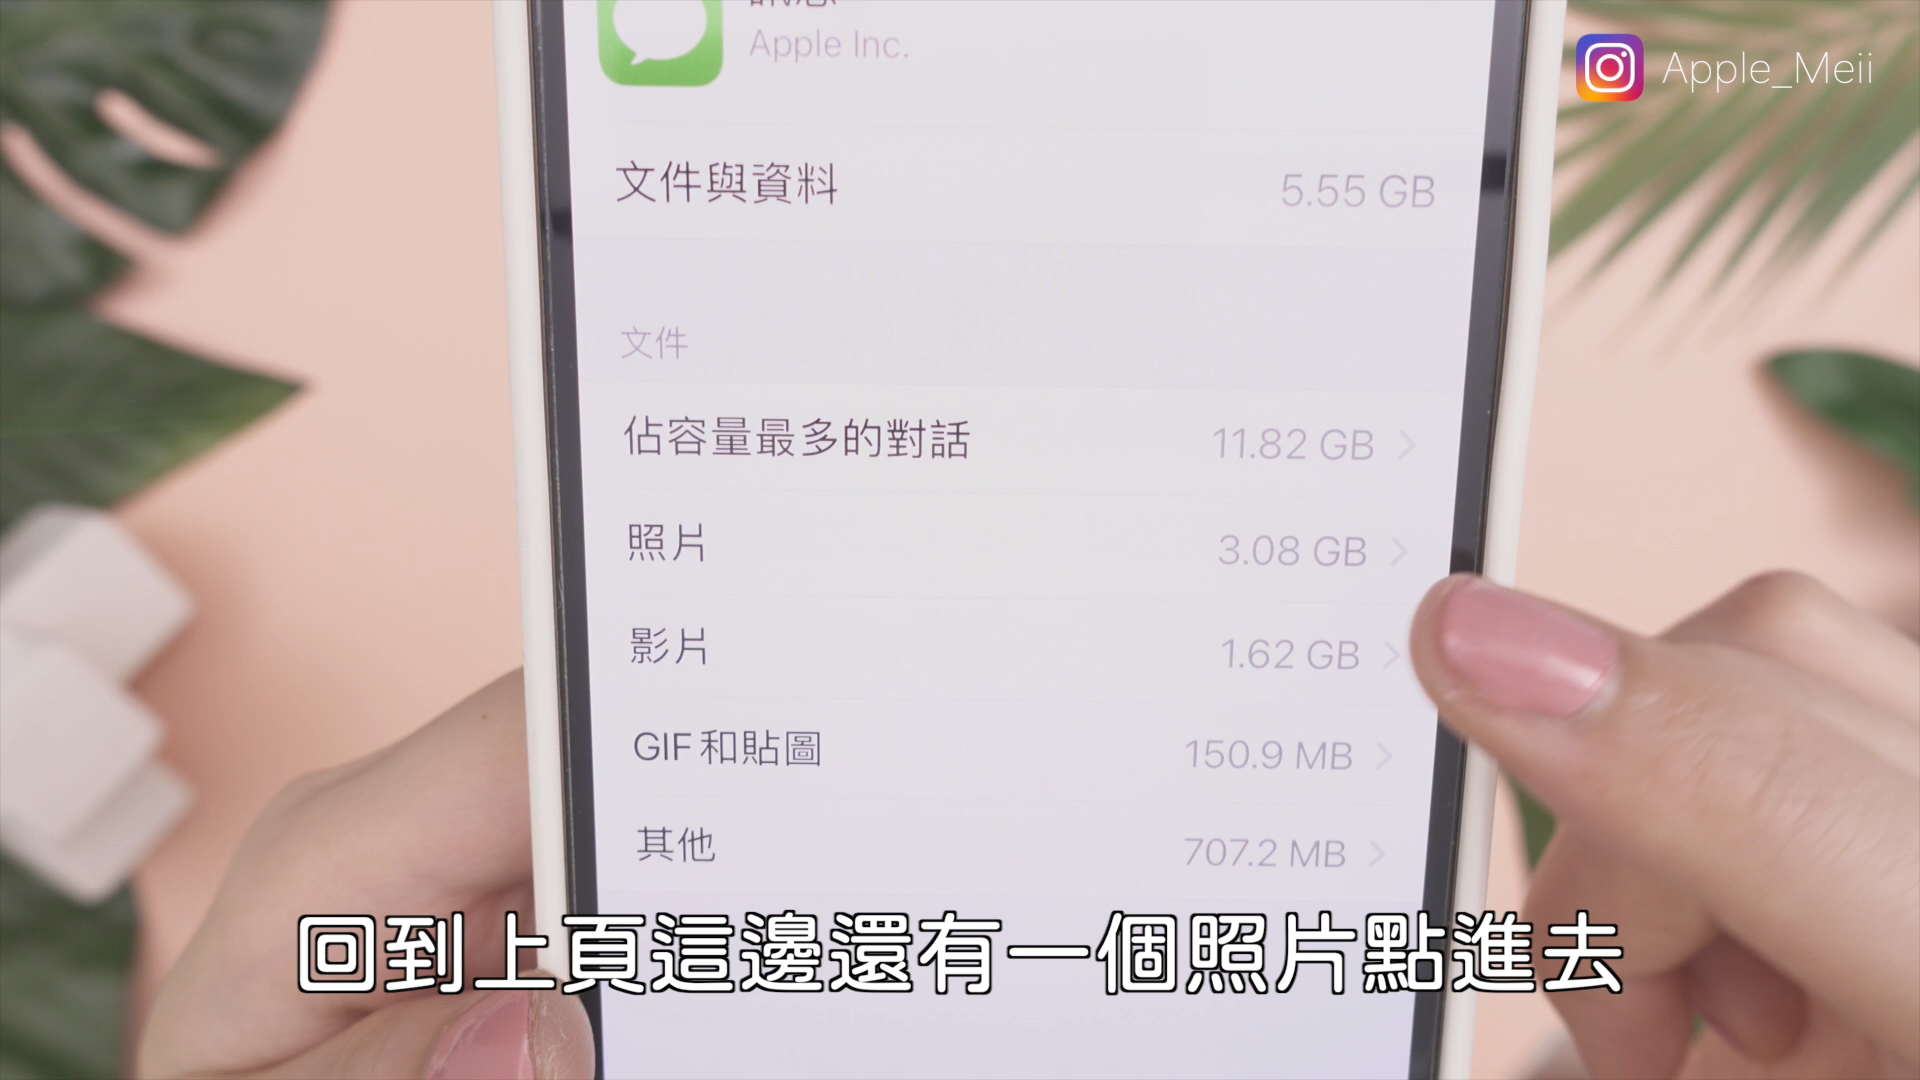 Apple Inc.
Apple_Meii
文件與資料
5.55 GB
文件
佔容量最多的對話
11.82 GB
照片
3.08 GB
影片
1.62 GB
GIF和貼圖
150.9 MB
其他
707.2 MB
回到上頁這邊還有一個照片點進去